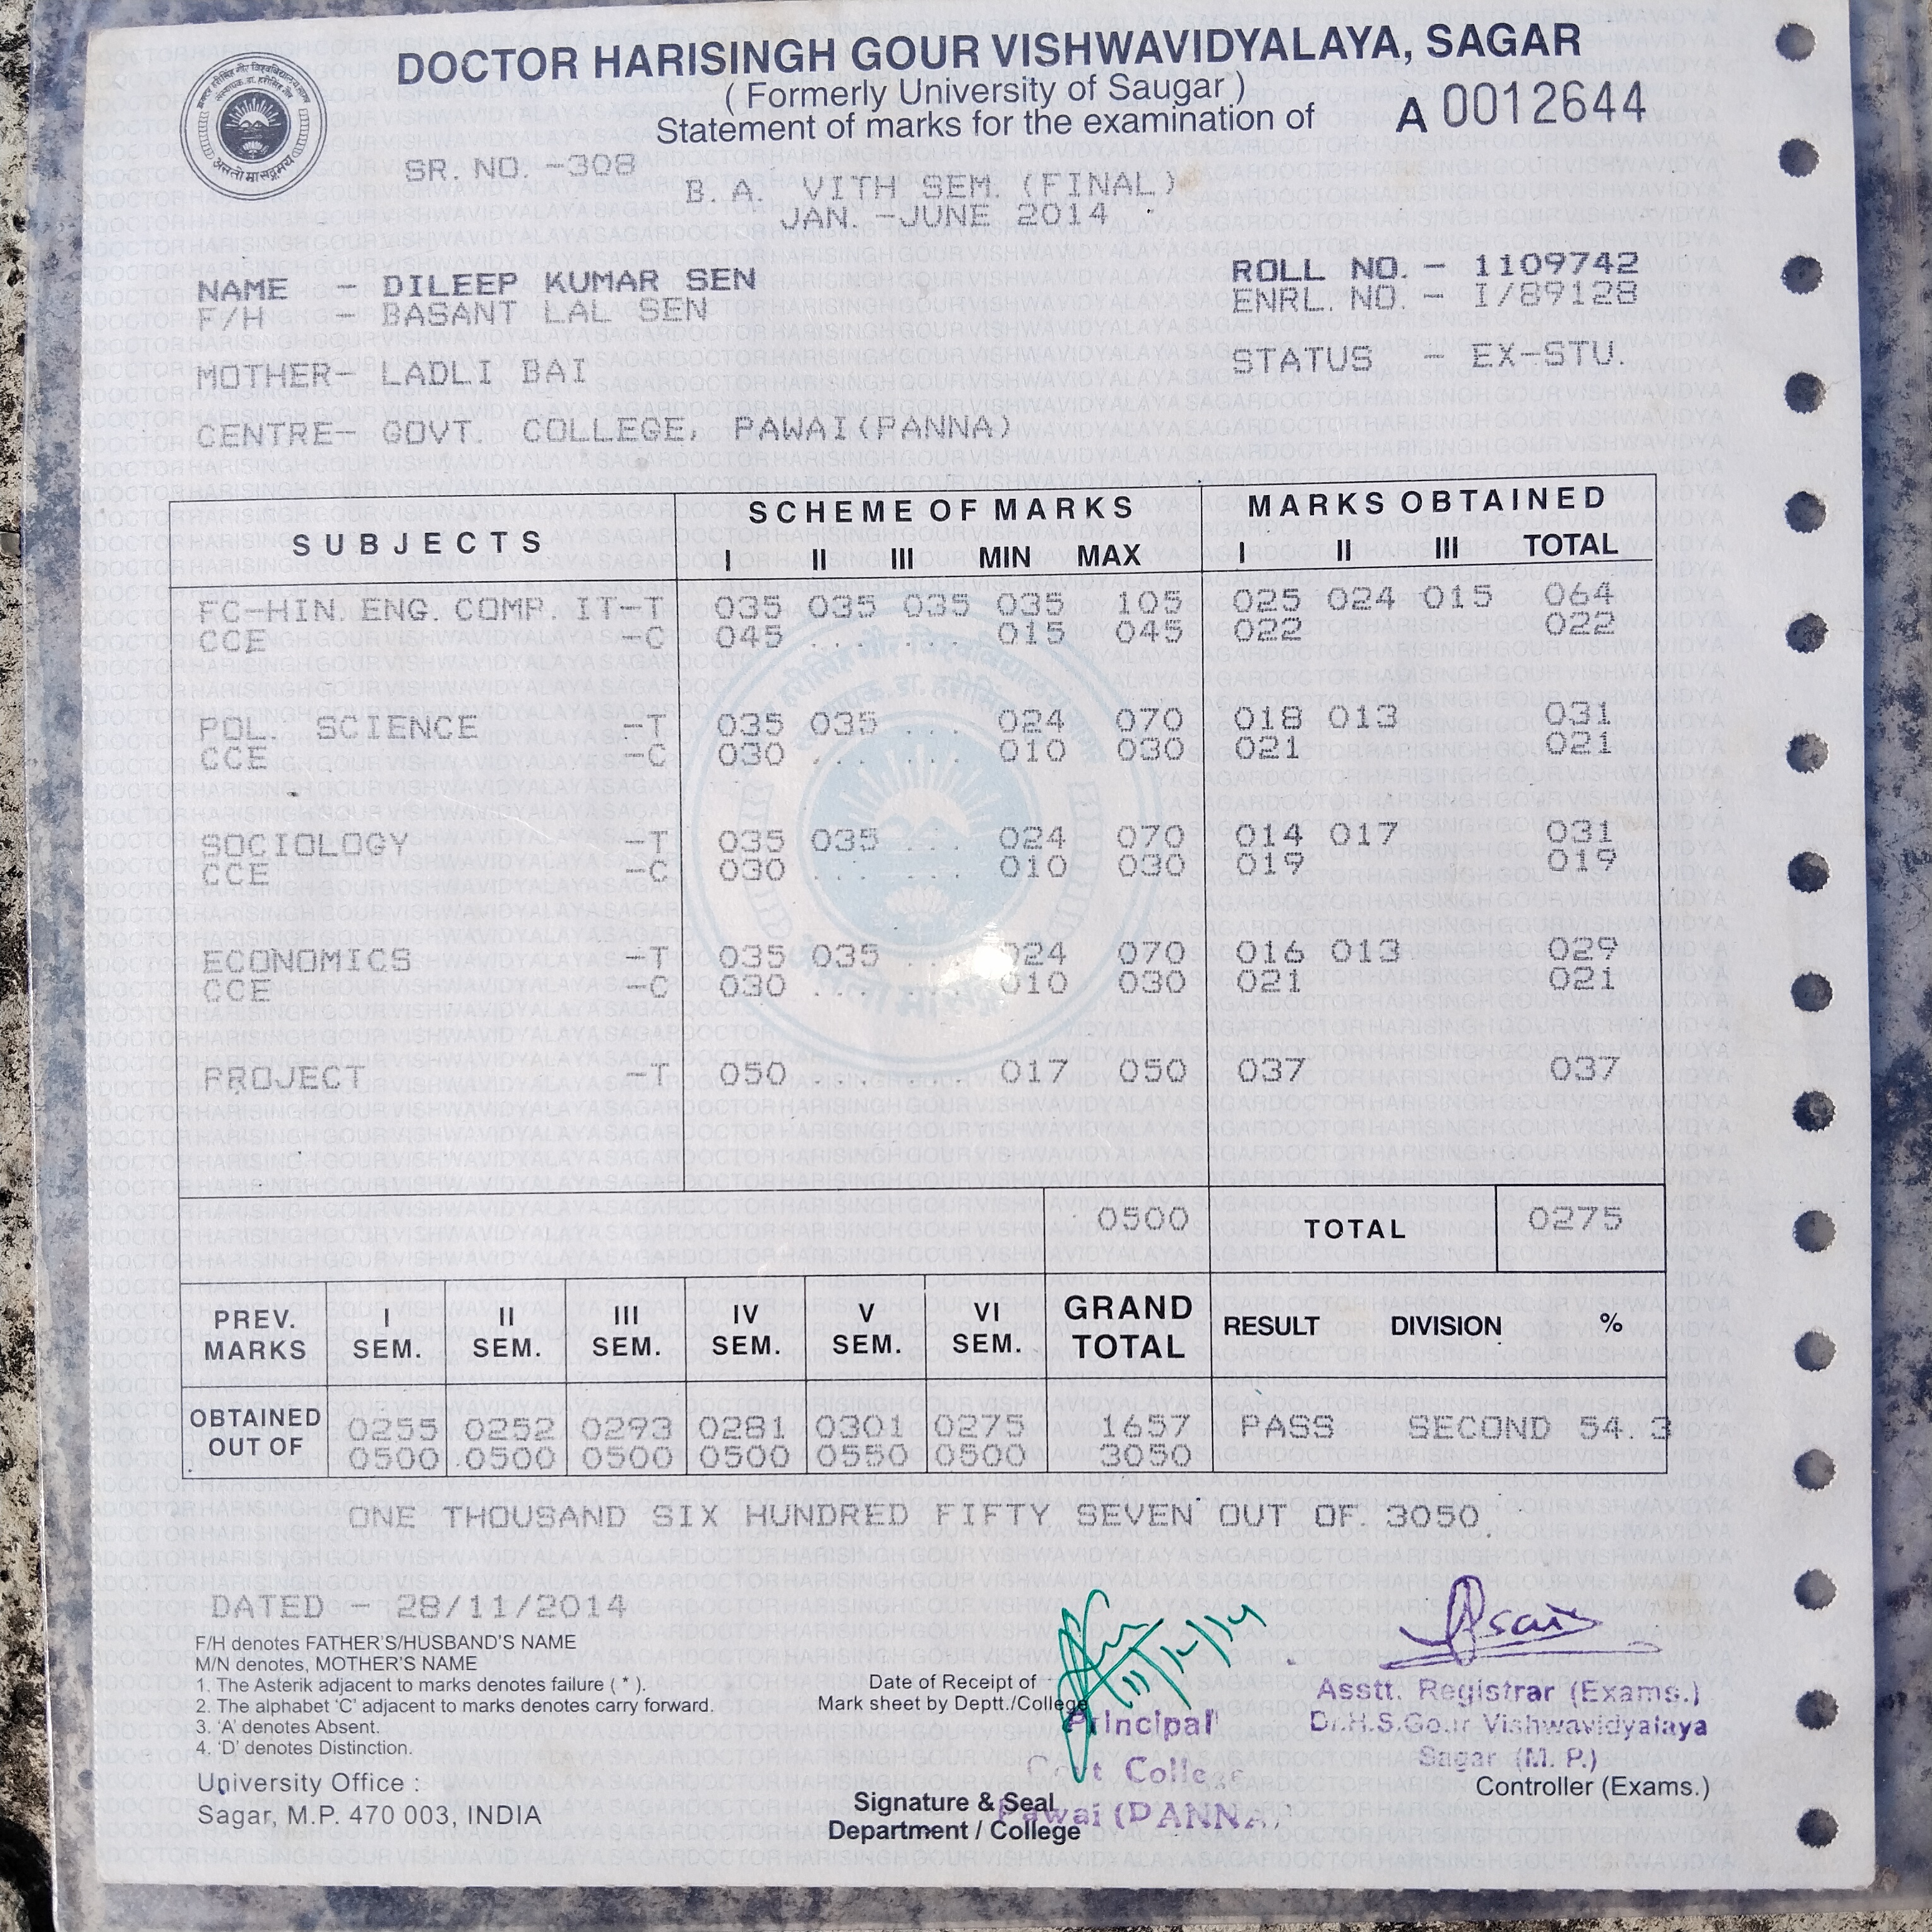 DOCTOR HARISINGH GOUR VISHWAVIDYALAYA, SAGAR
( Formerly University of Saugar )
Statement of marks for the examination of A 0012644
SR. NO. -308
B. A. VITH SEM. (FINAL)
JAN. -JUNE 2014
NAME - DILEEP KUMAR SEN ROLL NO. - 1109742
F/H - BASANT LAL SEN ENRL. NO. - I/89128
MOTHER- LADLI BAI STATUS - EX-STU.
CENTRE- GOVT. COLLEGE, PAWAI(PANNA)
SUBJECTS SCHEME OF MARKS MARKS OBTAINED
I II III MIN MAX I II III TOTAL
FC-HIN. ENG. COMP. IT-T 035 035 035 035 105 025 024 015 064
CCE -C 045 ... ... 015 045 022 022
POL. SCIENCE -T 035 035 ... 024 070 018 013 031
CCE -C 030 ... ... 010 030 021 021
SOCIOLOGY -T 035 035 ... 024 070 014 017 031
CCE -C 030 ... ... 010 030 019 019
ECONOMICS -T 035 035 ... 024 070 016 013 029
CCE -C 030 ... ... 010 030 021 021
PROJECT -T 050 017 050 037 037
0500 TOTAL 0275
PREV. MARKS I SEM. II SEM. III SEM. IV SEM. V SEM. VI SEM. GRAND TOTAL RESULT DIVISION %
OBTAINED 0255 0252 0293 0281 0301 0275 1657 PASS SECOND 54.3
OUT OF 0500 0500 0500 0500 0550 0500 3050
ONE THOUSAND SIX HUNDRED FIFTY SEVEN OUT OF 3050.
DATED - 28/11/2014
F/H denotes FATHER'S/HUSBAND'S NAME
M/N denotes, MOTHER'S NAME
1. The Asterik adjacent to marks denotes failure ( * ).
2. The alphabet 'C' adjacent to marks denotes carry forward.
3. 'A' denotes Absent.
4. 'D' denotes Distinction.
University Office :
Sagar, M.P. 470 003, INDIA
Date of Receipt of
Mark sheet by Deptt./College
Principal
Govt College
Pawai (PANNA)
Signature & Seal
Department / College
Asstt. Registrar (Exams.)
Dr.H.S.Gour Vishwavidyalaya
Sagar (M. P.)
Controller (Exams.)